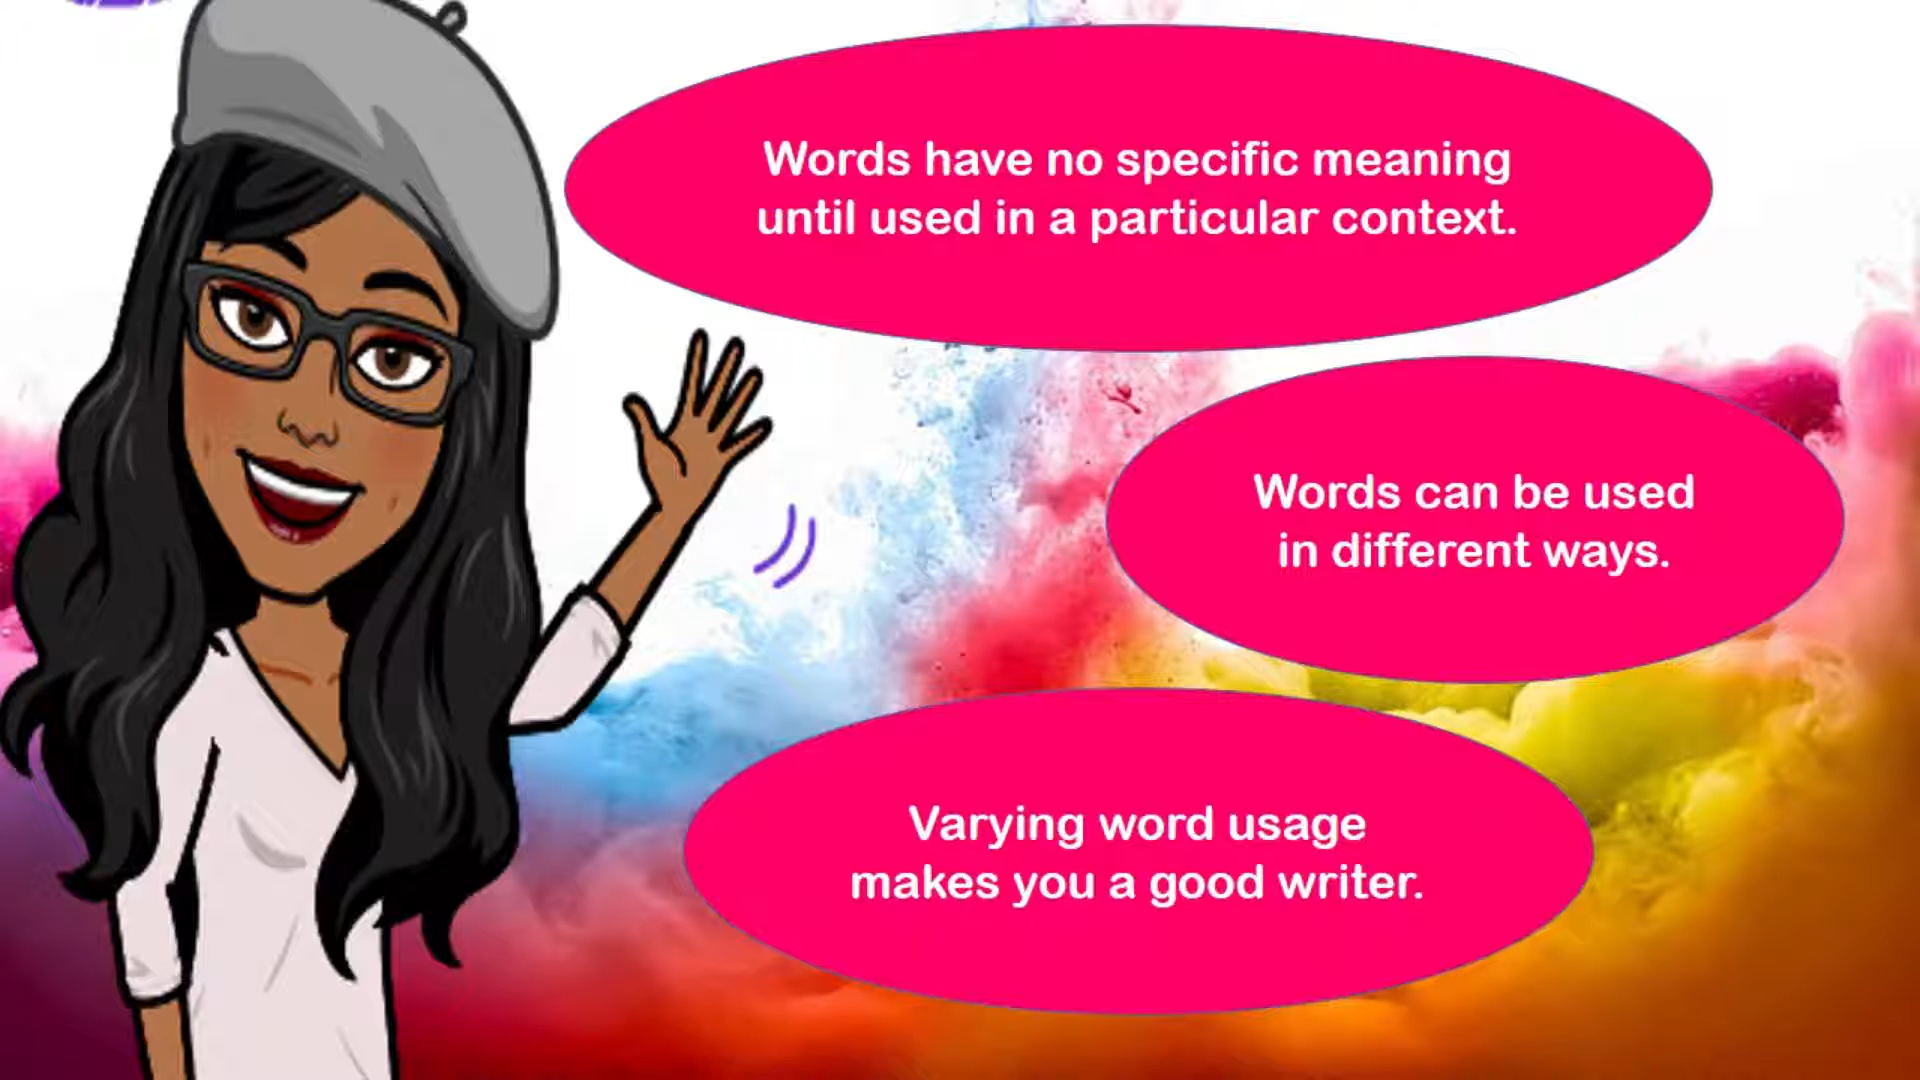 Words have no specific meaning
until used in a particular context.
Words can be used
in different ways.
Varying word usage
makes you a good writer.